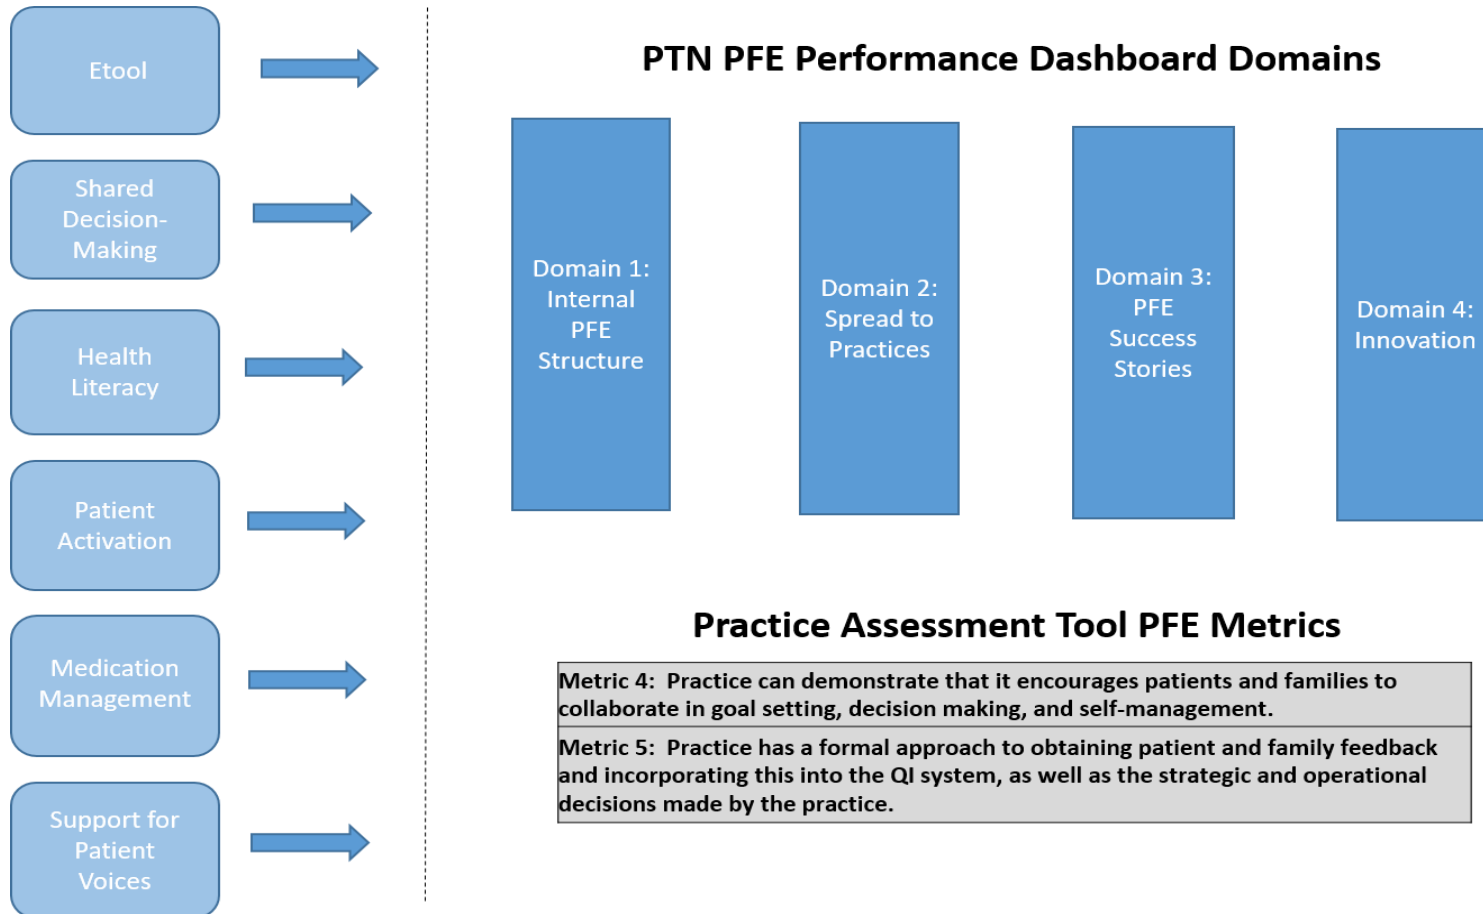 Etool
Shared
Decision-
Making
Health
Literacy
Patient
Activation
Medication
Management
Support for
Patient
Voices
PTN PFE Performance Dashboard Domains
Domain 1:
Internal
PFE
Structure
Domain 2:
Spread to
Practices
Domain 3:
PFE
Success
Stories
Domain 4:
Innovation
Practice Assessment Tool PFE Metrics
Metric 4:  Practice can demonstrate that it encourages patients and families to
collaborate in goal setting, decision making, and self-management.
Metric 5:  Practice has a formal approach to obtaining patient and family feedback
and incorporating this into the QI system, as well as the strategic and operational
decisions made by the practice.